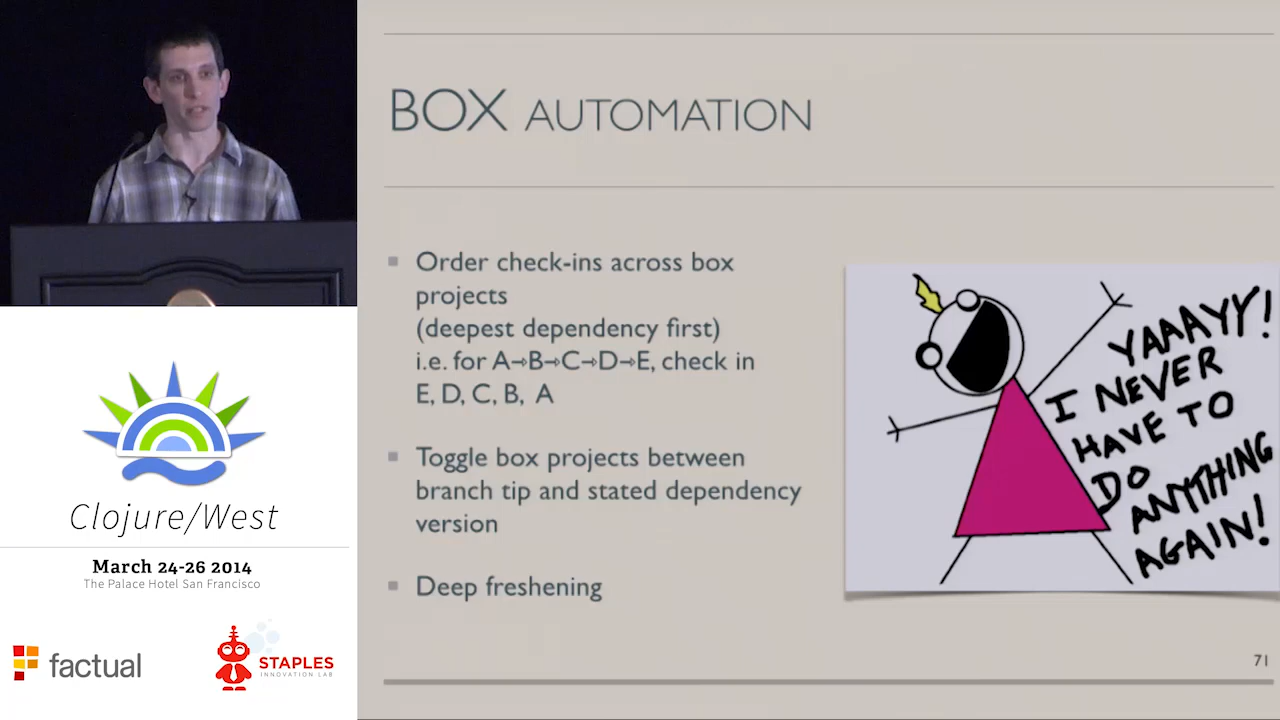 BOX AUTOMATION
Order check-ins across box
projects
(deepest dependency first)
i.e. for A→B→C→D→E, check in
E, D, C, B, A
Toggle box projects between
branch tip and stated dependency
version
Deep freshening
YAAAYY!
I NEVER
HAVE TO
DO
ANYTHING
AGAIN!
71
Clojure/West
March 24-26 2014
The Palace Hotel San Francisco
factual
STAPLES
INNOVATION LAB